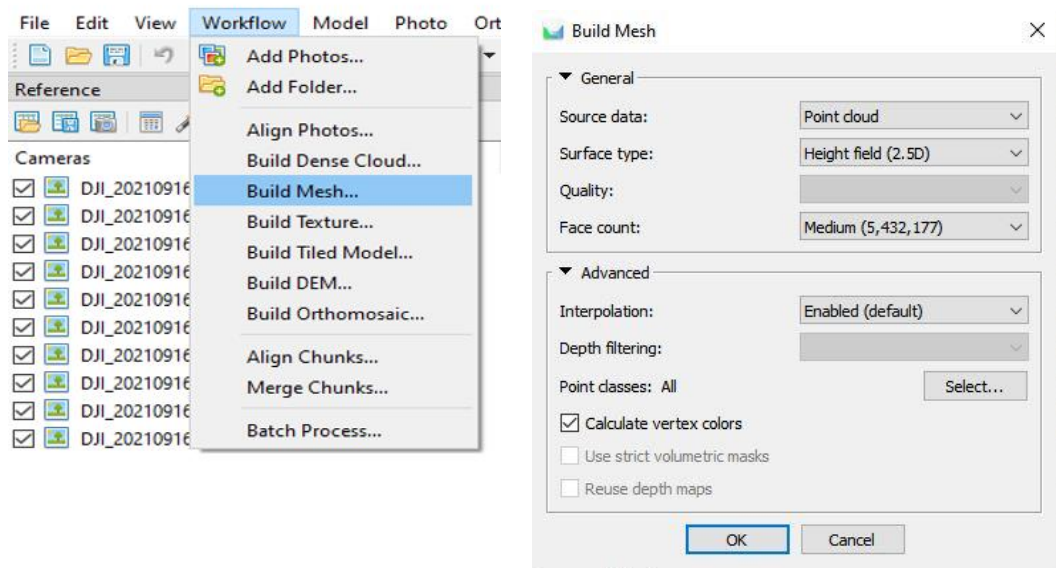 File Edit View Workflow Model Photo Ort
Add Photos...
Reference
Add Folder...
Align Photos...
Cameras
Build Dense Cloud...
DJI_20210916
Build Mesh...
DJI_20210916
Build Texture...
DJI_20210916
Build Tiled Model...
DJI_20210916
Build DEM...
DJI_20210916
Build Orthomosaic...
DJI_20210916
DJI_20210916
Align Chunks...
DJI_20210916
Merge Chunks...
DJI_20210916
DJI_20210916
Batch Process...
Build Mesh
General
Source data: Point cloud
Surface type: Height field (2.5D)
Quality:
Face count: Medium (5,432,177)
Advanced
Interpolation: Enabled (default)
Depth filtering:
Point classes: All Select...
Calculate vertex colors
Use strict volumetric masks
Reuse depth maps
OK Cancel